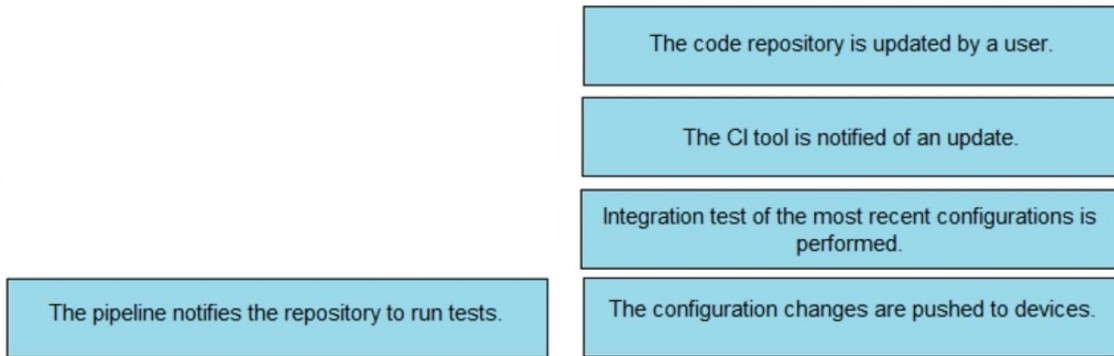 The code repository is updated by a user.
The CI tool is notified of an update.
Integration test of the most recent configurations is
performed.
The pipeline notifies the repository to run tests.
The configuration changes are pushed to devices.